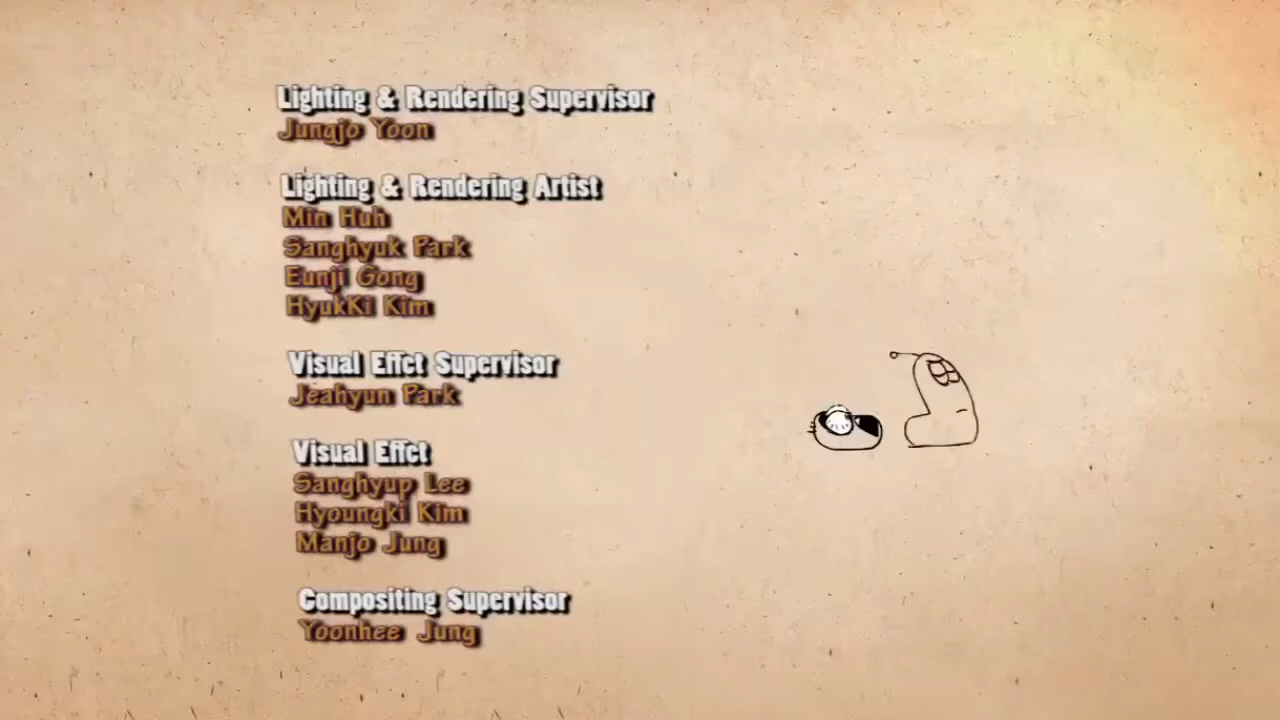 Lighting & Rendering Supervisor
Jungjo Yoon
Lighting & Rendering Artist
Min Huh
Sanghyuk Park
Eunji Gong
HyukKi Kim
Visual Effct Supervisor
Jeahyun Park
Visual Effct
Sanghyup Lee
Hyoungki Kim
Manjo Jung
Compositing Supervisor
Yoonhee Jung